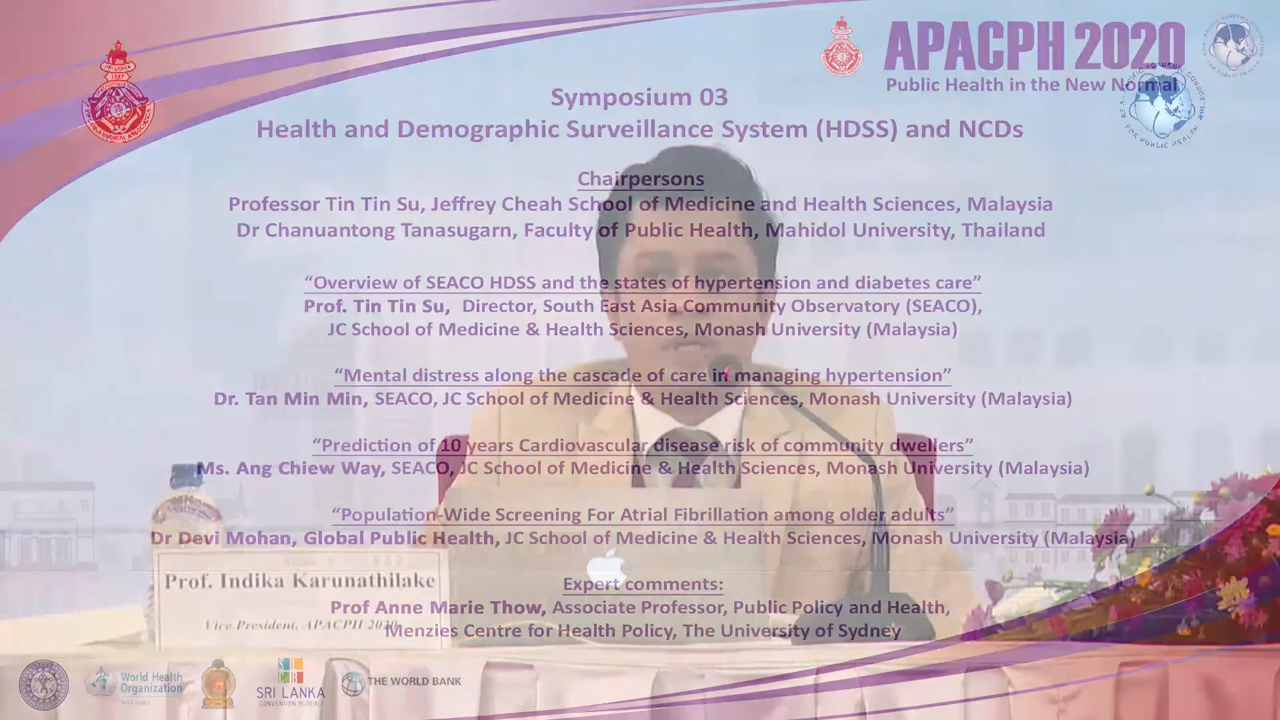 APACPH 2020
Public Health in the New Normal
Symposium 03
Health and Demographic Surveillance System (HDSS) and NCDs
Chairpersons
Professor Tin Tin Su, Jeffrey Cheah School of Medicine and Health Sciences, Malaysia
Dr Chanuantong Tanasugarn, Faculty of Public Health, Mahidol University, Thailand
“Overview of SEACO HDSS and the states of hypertension and diabetes care”
Prof. Tin Tin Su, Director, South East Asia Community Observatory (SEACO),
JC School of Medicine & Health Sciences, Monash University (Malaysia)
“Mental distress along the cascade of care in managing hypertension”
Dr. Tan Min Min, SEACO, JC School of Medicine & Health Sciences, Monash University (Malaysia)
“Prediction of 10 years Cardiovascular disease risk of community dwellers”
Ms. Ang Chiew Way, SEACO, JC School of Medicine & Health Sciences, Monash University (Malaysia)
“Population-Wide Screening For Atrial Fibrillation among older adults”
Dr Devi Mohan, Global Public Health, JC School of Medicine & Health Sciences, Monash University (Malaysia)
Expert comments:
Prof Anne Marie Thow, Associate Professor, Public Policy and Health,
Menzies Centre for Health Policy, The University of Sydney
Prof. Indika Karunathilake
Vice President, APACPH 2020
World Health
Organization
Sri Lanka
SRI LANKA
CONVENTION BUREAU
THE WORLD BANK